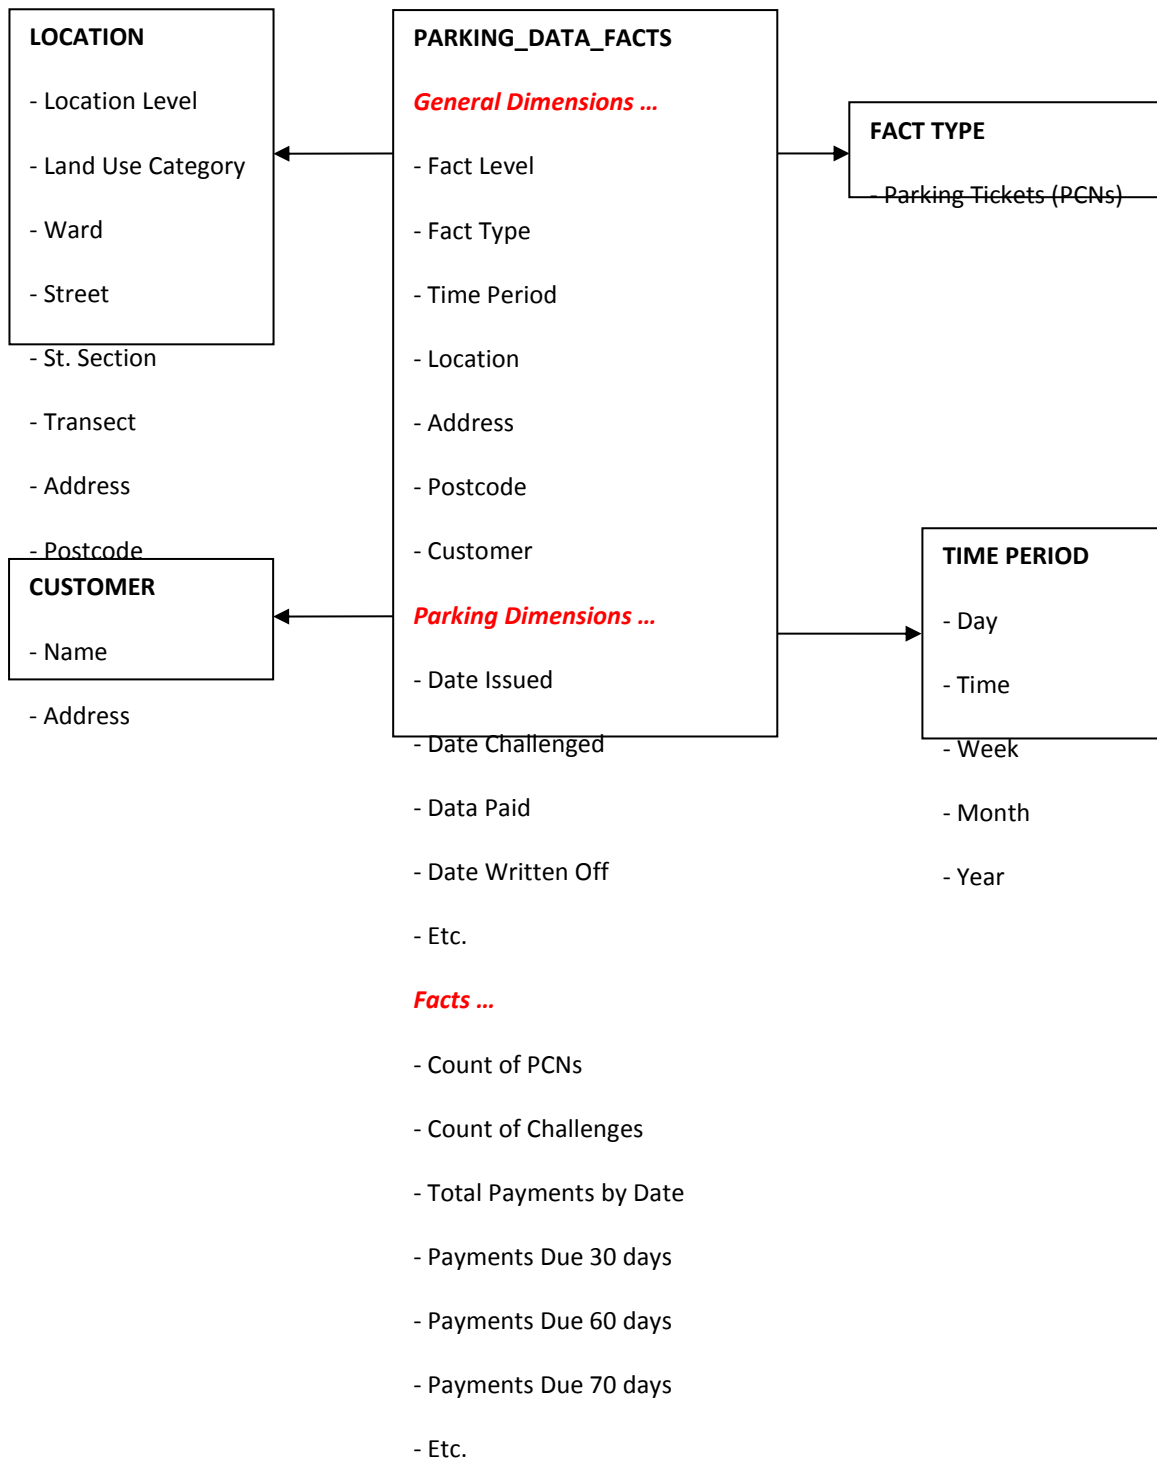 LOCATION
- Location Level
- Land Use Category
- Ward
- Street
- St. Section
- Transect
- Address
- Postcode
CUSTOMER
- Name
- Address
PARKING_DATA_FACTS
General Dimensions ...
- Fact Level
- Fact Type
- Time Period
- Location
- Address
- Postcode
- Customer
Parking Dimensions ...
- Date Issued
- Date Challenged
- Data Paid
- Date Written Off
- Etc.
Facts ...
- Count of PCNs
- Count of Challenges
- Total Payments by Date
- Payments Due 30 days
- Payments Due 60 days
- Payments Due 70 days
- Etc.
FACT TYPE
- Parking Tickets (PCNs)
TIME PERIOD
- Day
- Time
- Week
- Month
- Year